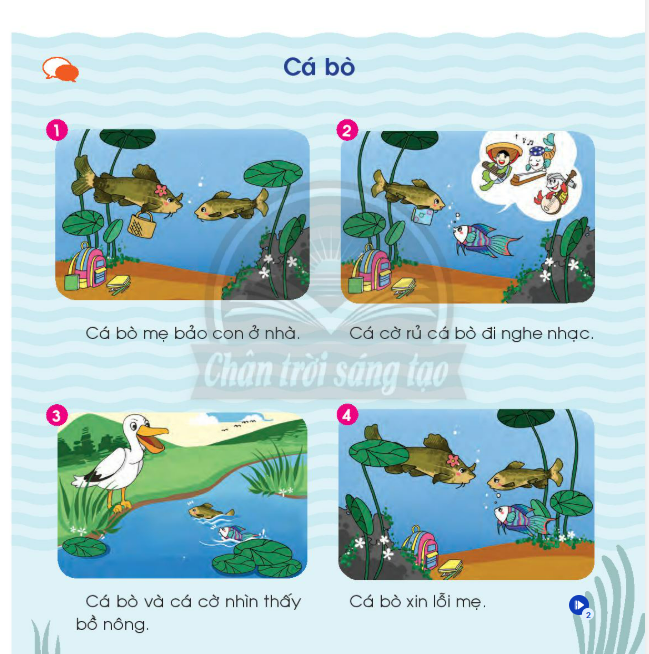 Cá bò
1
2
Cá bò mẹ bảo con ở nhà.
Cá cờ rủ cá bò đi nghe nhạc.
Chân trời sáng tạo
3
4
Cá bò và cá cờ nhìn thấy
bồ nông.
Cá bò xin lỗi mẹ.
2